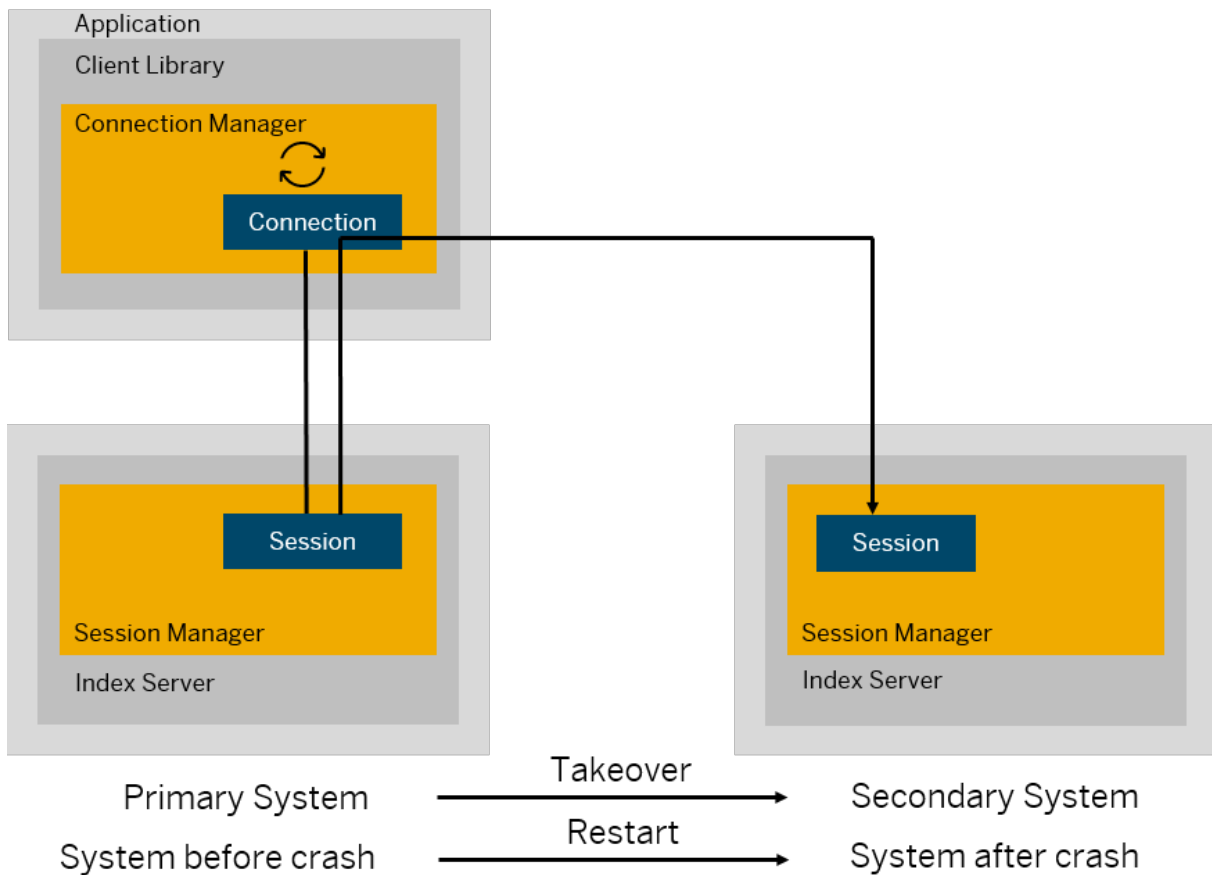 Application
Client Library
Connection Manager
Connection
Session
Session Manager
Index Server
Session
Session Manager
Index Server
Takeover
Primary System
Secondary System
Restart
System before crash
System after crash